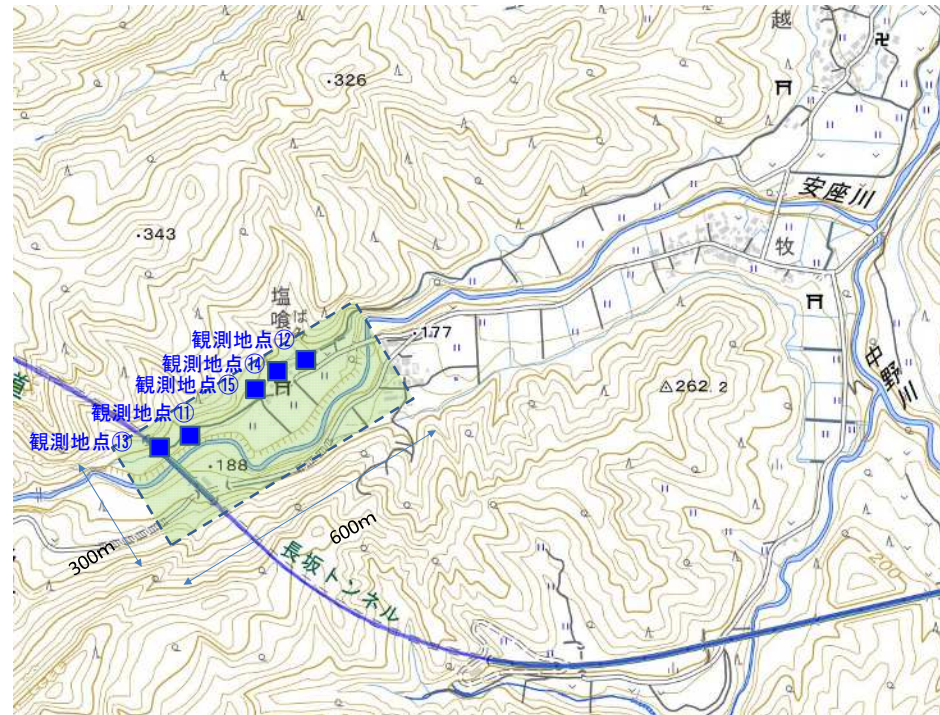 越
326
安座川
343
牧
塩喰
177
観測地点⑫
観測地点⑭
観測地点⑮
262.2
中野川
観測地点⑪
観測地点⑬
188
600m
300m
長坂トンネル
200